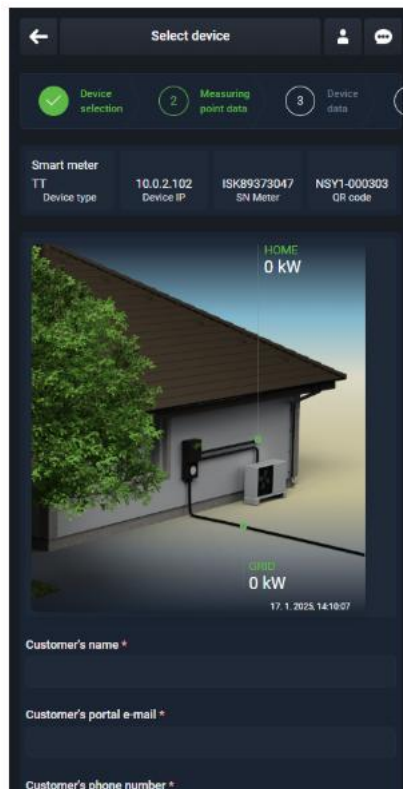 Select device
Device
selection
2
Measuring
point data
3
Device
data
Smart meter
TT
Device type
10.0.2.102
Device IP
ISK89373047
SN Meter
NSY1-000303
QR code
HOME
0 kW
GRID
0 kW
17. 1. 2025, 14:10:07
Customer's name *
Customer's portal e-mail *
Customer's phone number *